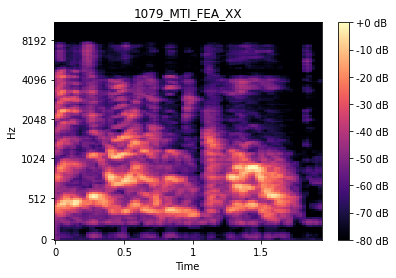 1079_MTI_FEA_XX
+0 dB
8192
-10 dB
4096
-20 dB
-30 dB
2048
-40 dB
Hz
1024
-50 dB
512
-60 dB
-70 dB
0
-80 dB
0 0.5 1 1.5
Time